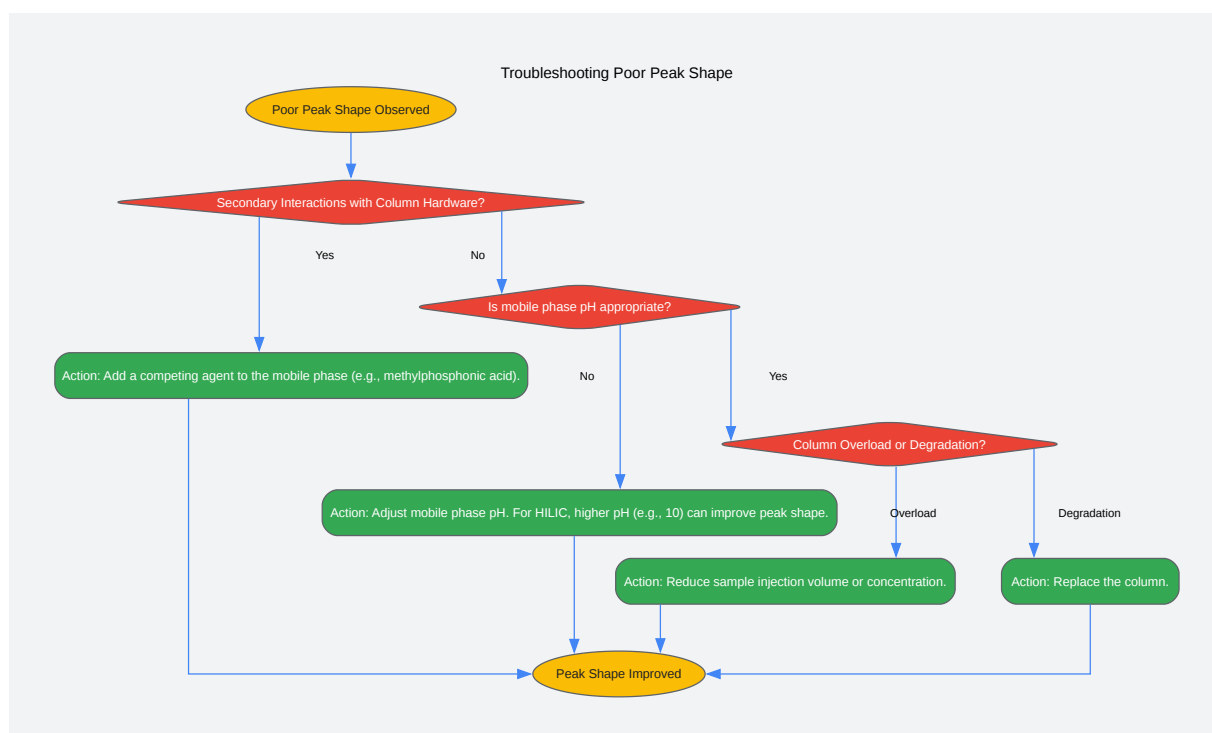 Troubleshooting Poor Peak Shape
Poor Peak Shape Observed
Secondary Interactions with Column Hardware?
Yes
No
Is mobile phase pH appropriate?
Action: Add a competing agent to the mobile phase (e.g., methylphosphonic acid).
No
Yes
Column Overload or Degradation?
Action: Adjust mobile phase pH. For HILIC, higher pH (e.g., 10) can improve peak shape.
Overload
Degradation
Action: Reduce sample injection volume or concentration.
Action: Replace the column.
Peak Shape Improved